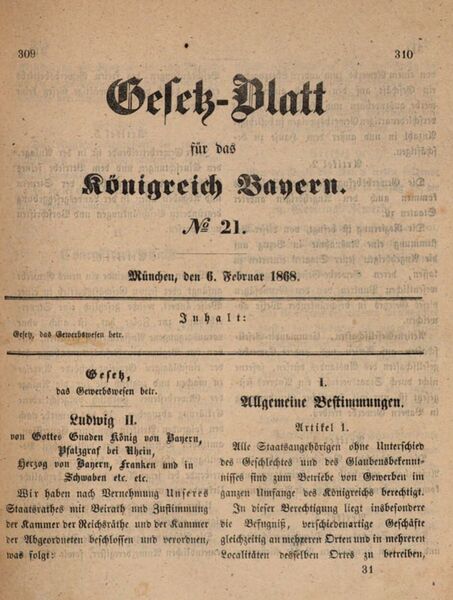 309
310
Gesetz-Blatt
für das
Königreich Bayern.
№ 21.
München, den 6. Februar 1868.
Inhalt:
Gesetz, das Gewerbswesen betr.
Gesetz,
das Gewerbswesen betr.
Ludwig II.
von Gottes Gnaden König von Bayern,
Pfalzgraf bei Rhein,
Herzog von Bayern, Franken und in
Schwaben etc. etc.
Wir haben nach Vernehmung Unseres
Staatsrathes mit Beirath und Zustimmung
der Kammer der Reichsräthe und der Kammer
der Abgeordneten beschlossen und verordnen,
was folgt:
I.
Allgemeine Bestimmungen.
Artikel 1.
Alle Staatsangehörigen ohne Unterschied
des Geschlechtes und des Glaubensbekennt-
nisses sind zum Betriebe von Gewerben im
ganzen Umfange des Königreichs berechtigt.
In dieser Berechtigung liegt insbesondere
die Befugniß, verschiedenartige Geschäfte
gleichzeitig an mehreren Orten und in mehreren
Localitäten desselben Ortes zu betreiben,
31